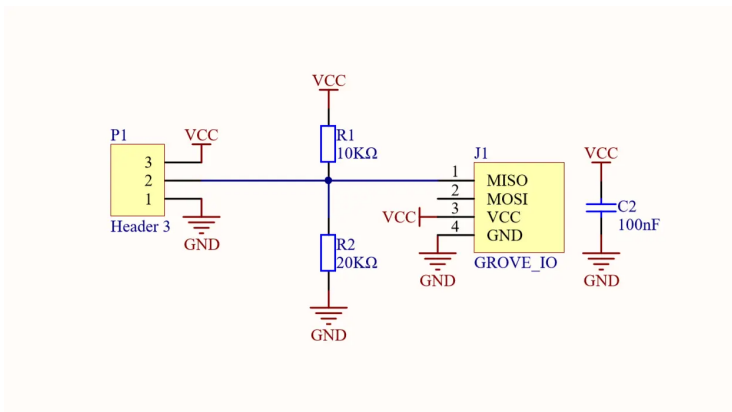 VCC
P1
VCC
R1
10KΩ
J1
VCC
3
2
1
1
2
3
4
MISO
MOSI
VCC
GND
VCC
C2
100nF
Header 3
GND
R2
20KΩ
GND
GROVE_IO
GND
GND